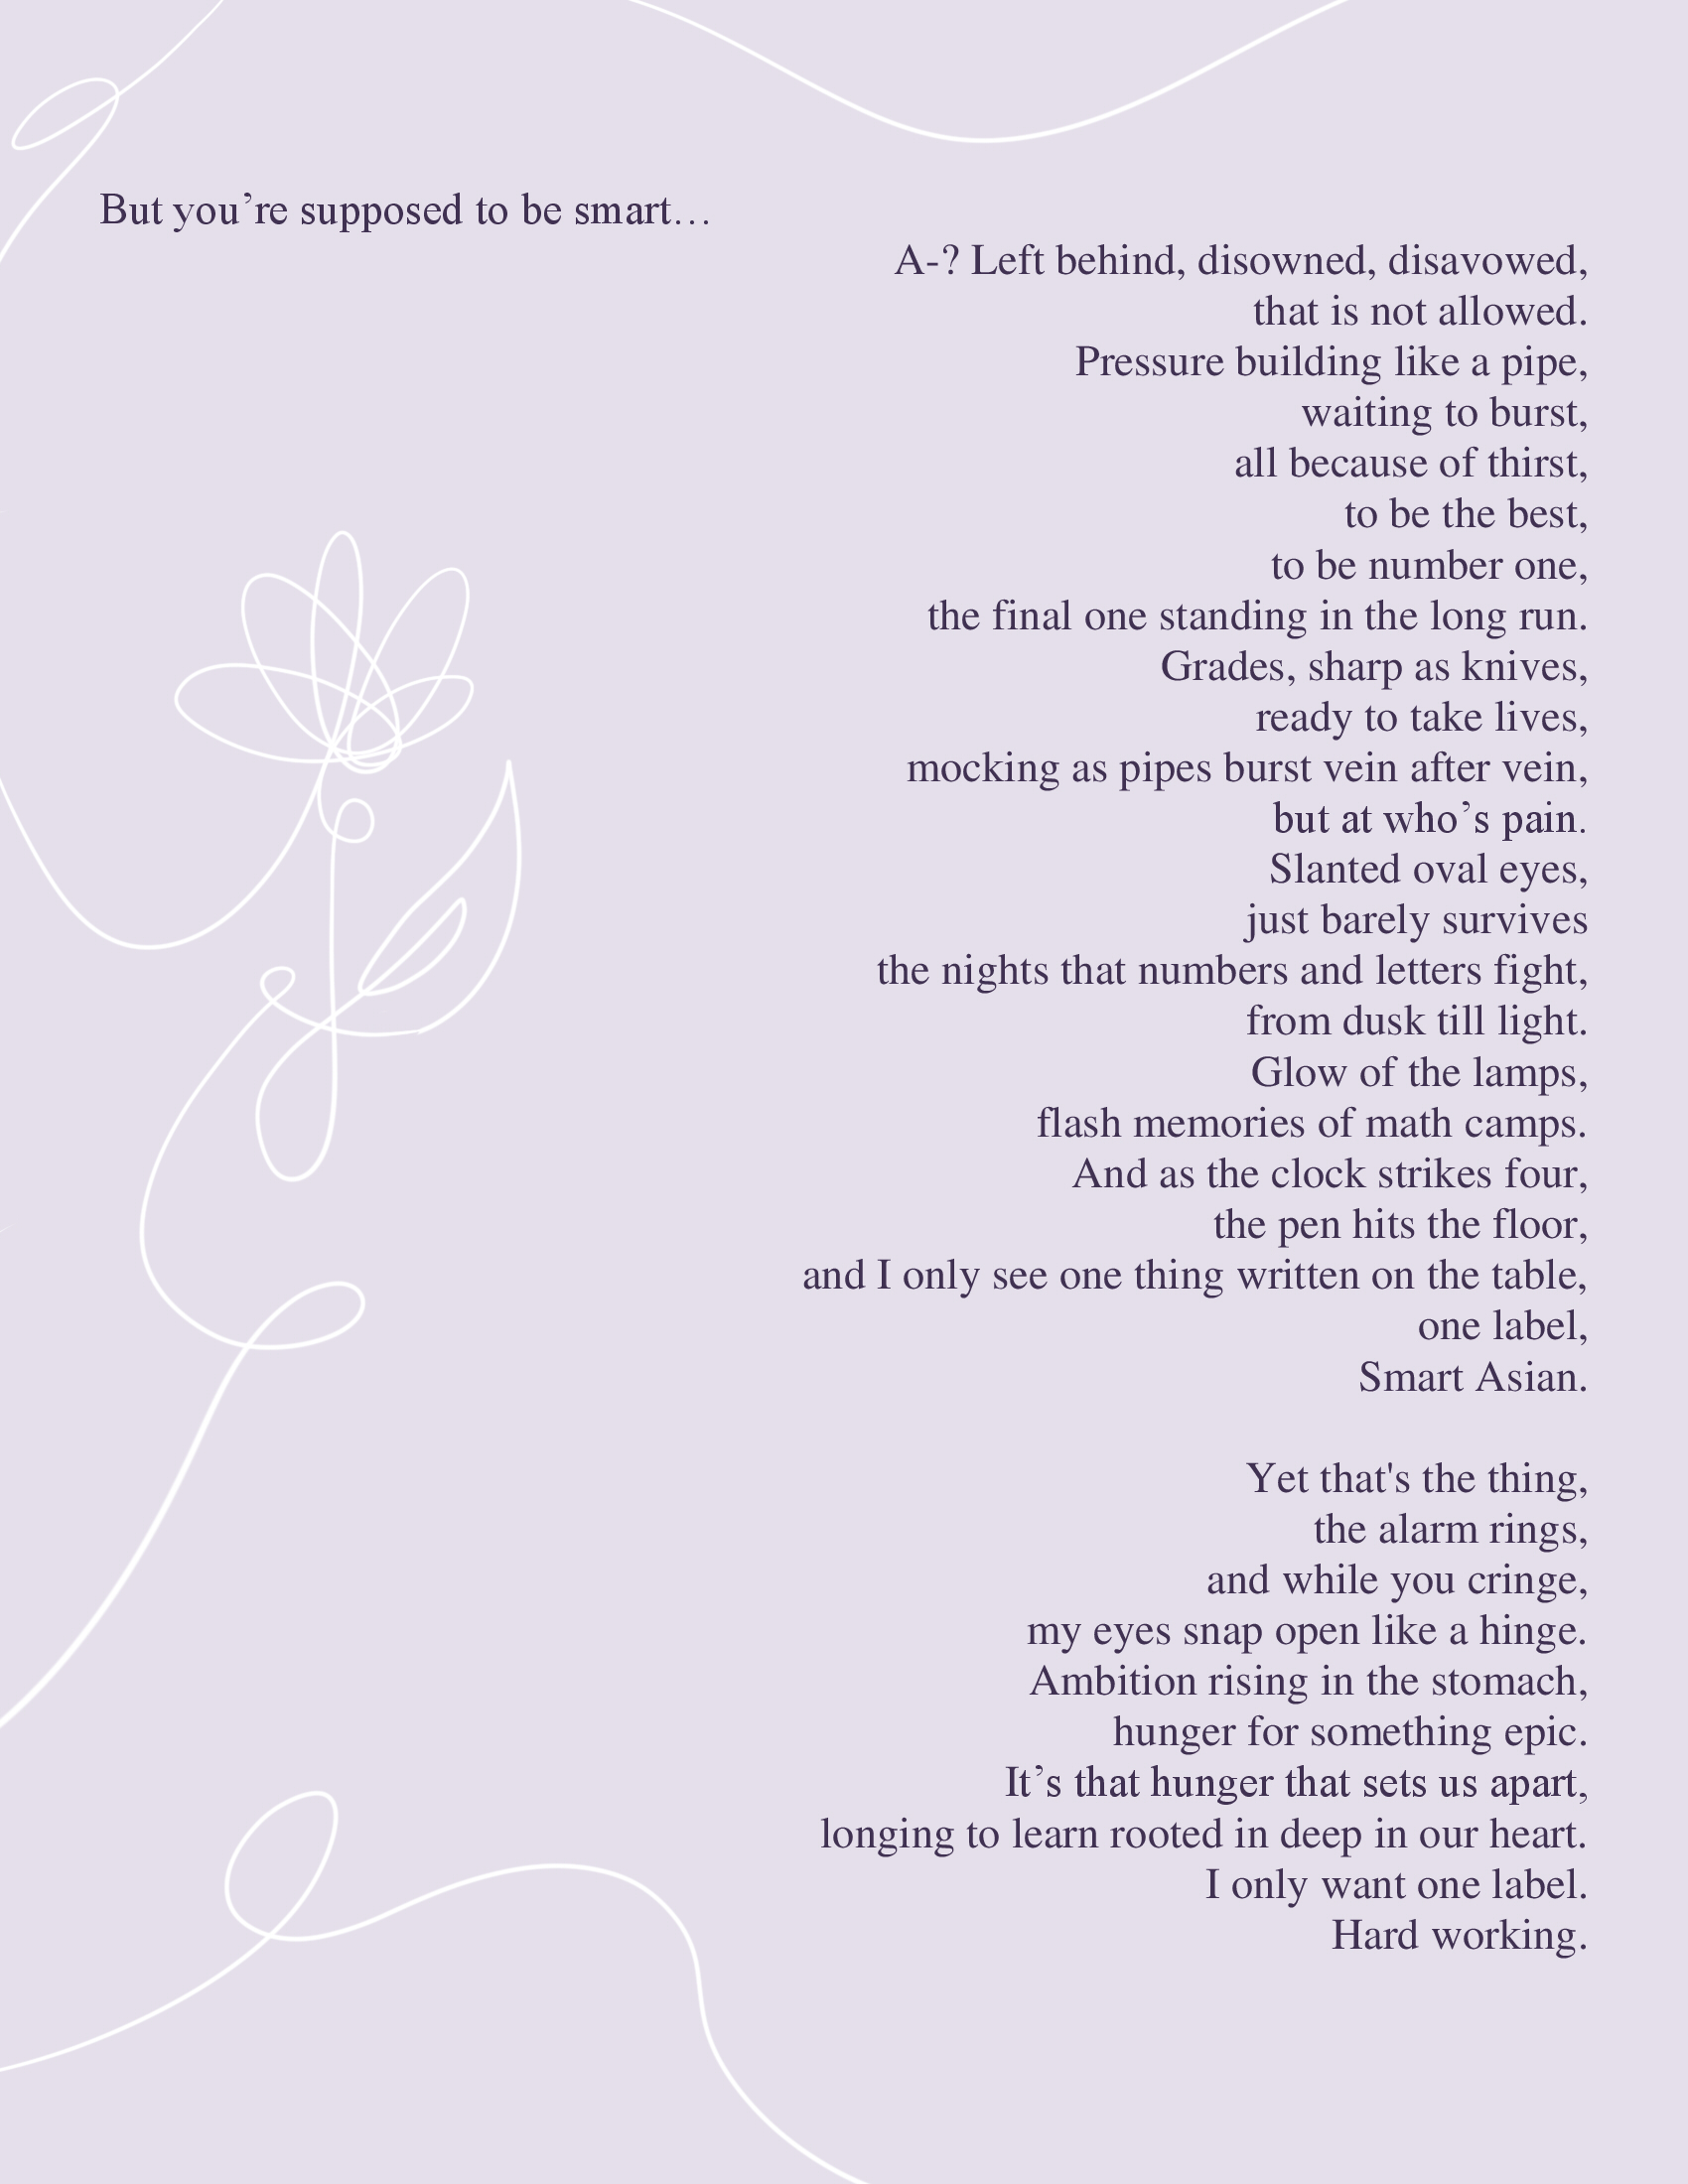 But you’re supposed to be smart…
A-? Left behind, disowned, disavowed,
that is not allowed.
Pressure building like a pipe,
waiting to burst,
all because of thirst,
to be the best,
to be number one,
the final one standing in the long run.
Grades, sharp as knives,
ready to take lives,
mocking as pipes burst vein after vein,
but at who’s pain.
Slanted oval eyes,
just barely survives
the nights that numbers and letters fight,
from dusk till light.
Glow of the lamps,
flash memories of math camps.
And as the clock strikes four,
the pen hits the floor,
and I only see one thing written on the table,
one label,
Smart Asian.
Yet that's the thing,
the alarm rings,
and while you cringe,
my eyes snap open like a hinge.
Ambition rising in the stomach,
hunger for something epic.
It’s that hunger that sets us apart,
longing to learn rooted in deep in our heart.
I only want one label.
Hard working.